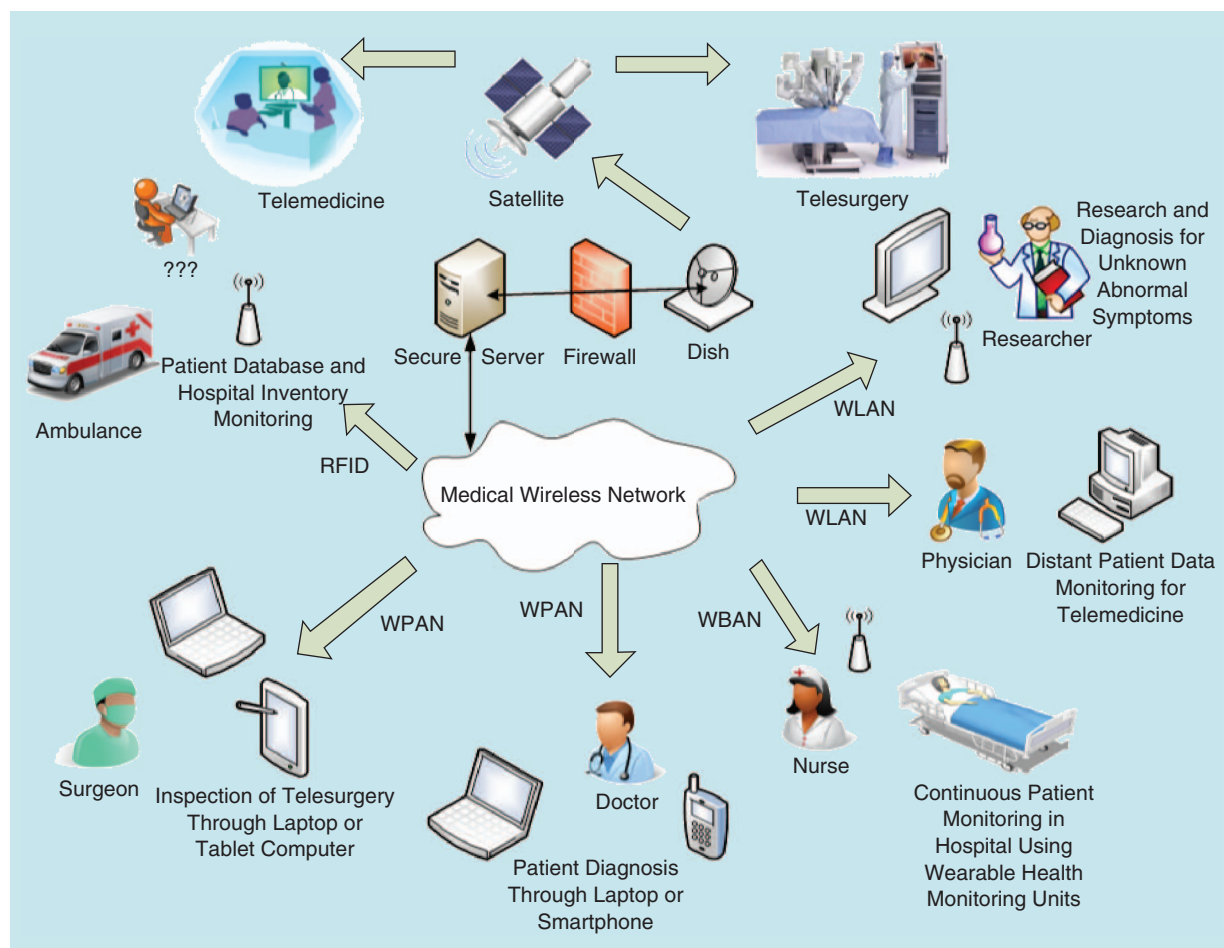 Telemedicine
Satellite
Telesurgery
???
Research and
Diagnosis for
Unknown
Abnormal
Symptoms
Researcher
Secure Server
Firewall
Dish
Ambulance
Patient Database and
Hospital Inventory
Monitoring
RFID
WLAN
Medical Wireless Network
WLAN
Physician
Distant Patient Data
Monitoring for
Telemedicine
WPAN
WPAN
WBAN
Surgeon
Inspection of Telesurgery
Through Laptop or
Tablet Computer
Doctor
Patient Diagnosis
Through Laptop or
Smartphone
Nurse
Continuous Patient
Monitoring in
Hospital Using
Wearable Health
Monitoring Units